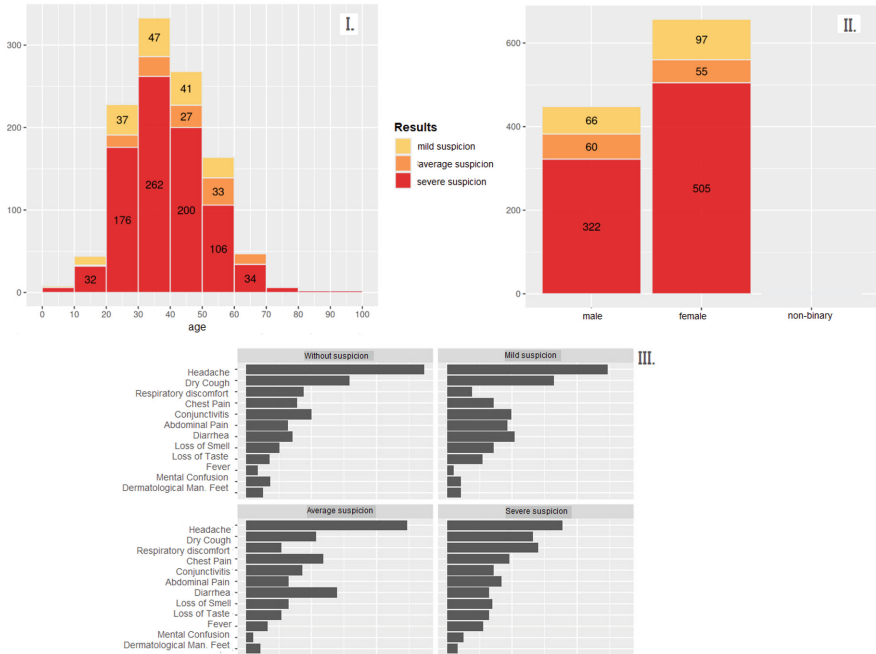 I.
300
200
100
0
47
37
41
27
33
262
176
200
106
32
34
0 10 20 30 40 50 60 70 80 90 100
age
Results
mild suspicion
average suspicion
severe suspicion
II.
600
400
200
0
97
55
66
60
505
322
male female non-binary
III.
Without suspicion
Mild suspicion
Headache
Dry Cough
Respiratory discomfort
Chest Pain
Conjunctivitis
Abdominal Pain
Diarrhea
Loss of Smell
Loss of Taste
Fever
Mental Confusion
Dermatological Man. Feet
Average suspicion
Severe suspicion
Headache
Dry Cough
Respiratory discomfort
Chest Pain
Conjunctivitis
Abdominal Pain
Diarrhea
Loss of Smell
Loss of Taste
Fever
Mental Confusion
Dermatological Man. Feet